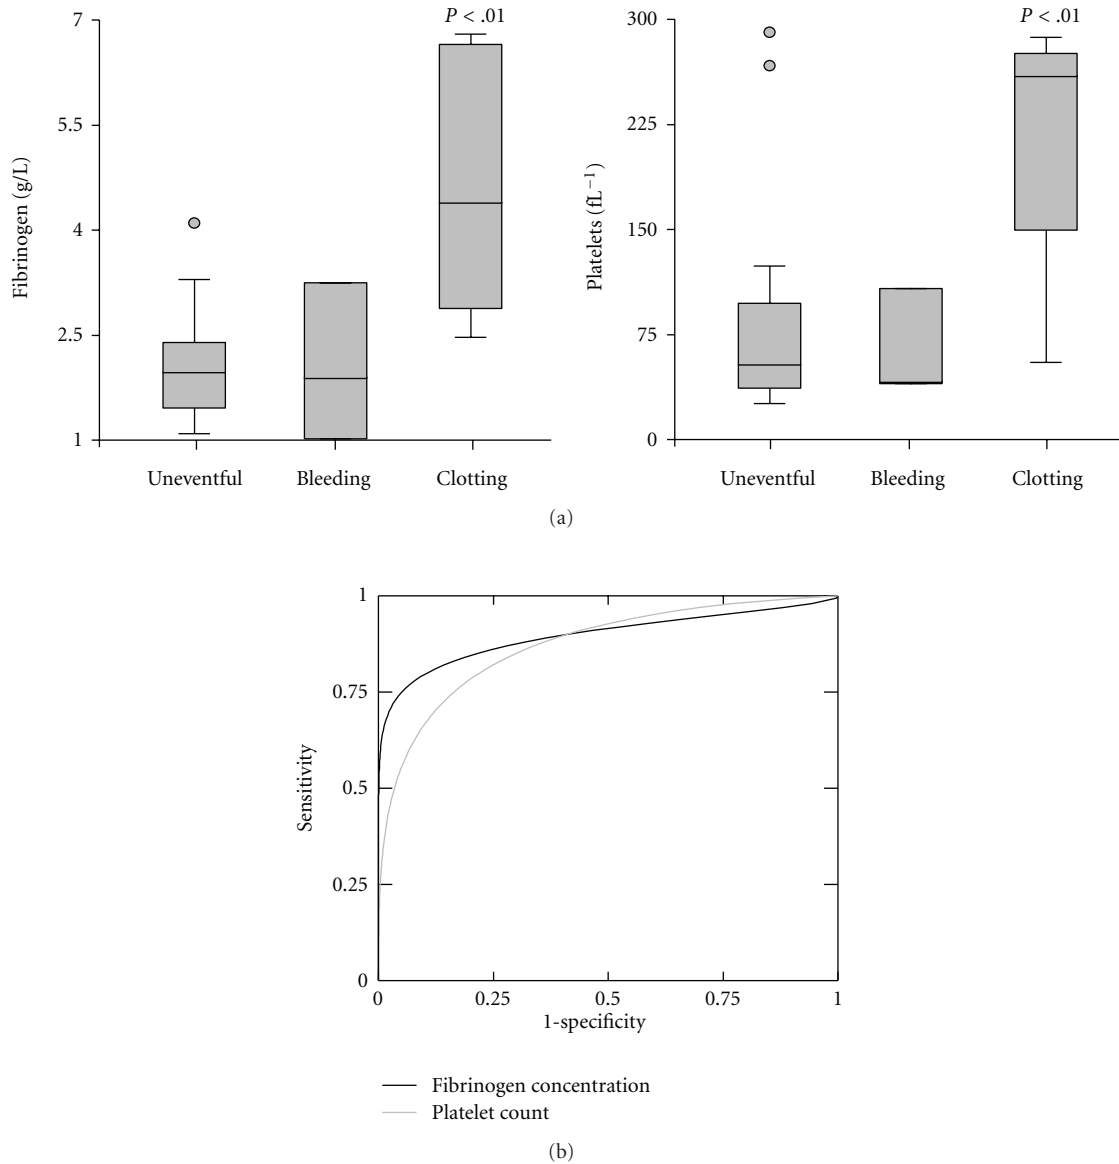 P < .01
7
5.5
4
2.5
1
Fibrinogen (g/L)
Uneventful
Bleeding
Clotting
P < .01
300
225
150
75
0
Platelets (fL⁻¹)
Uneventful
Bleeding
Clotting
(a)
1
0.75
0.5
0.25
0
Sensitivity
0
0.25
0.5
0.75
1
1-specificity
Fibrinogen concentration
Platelet count
(b)